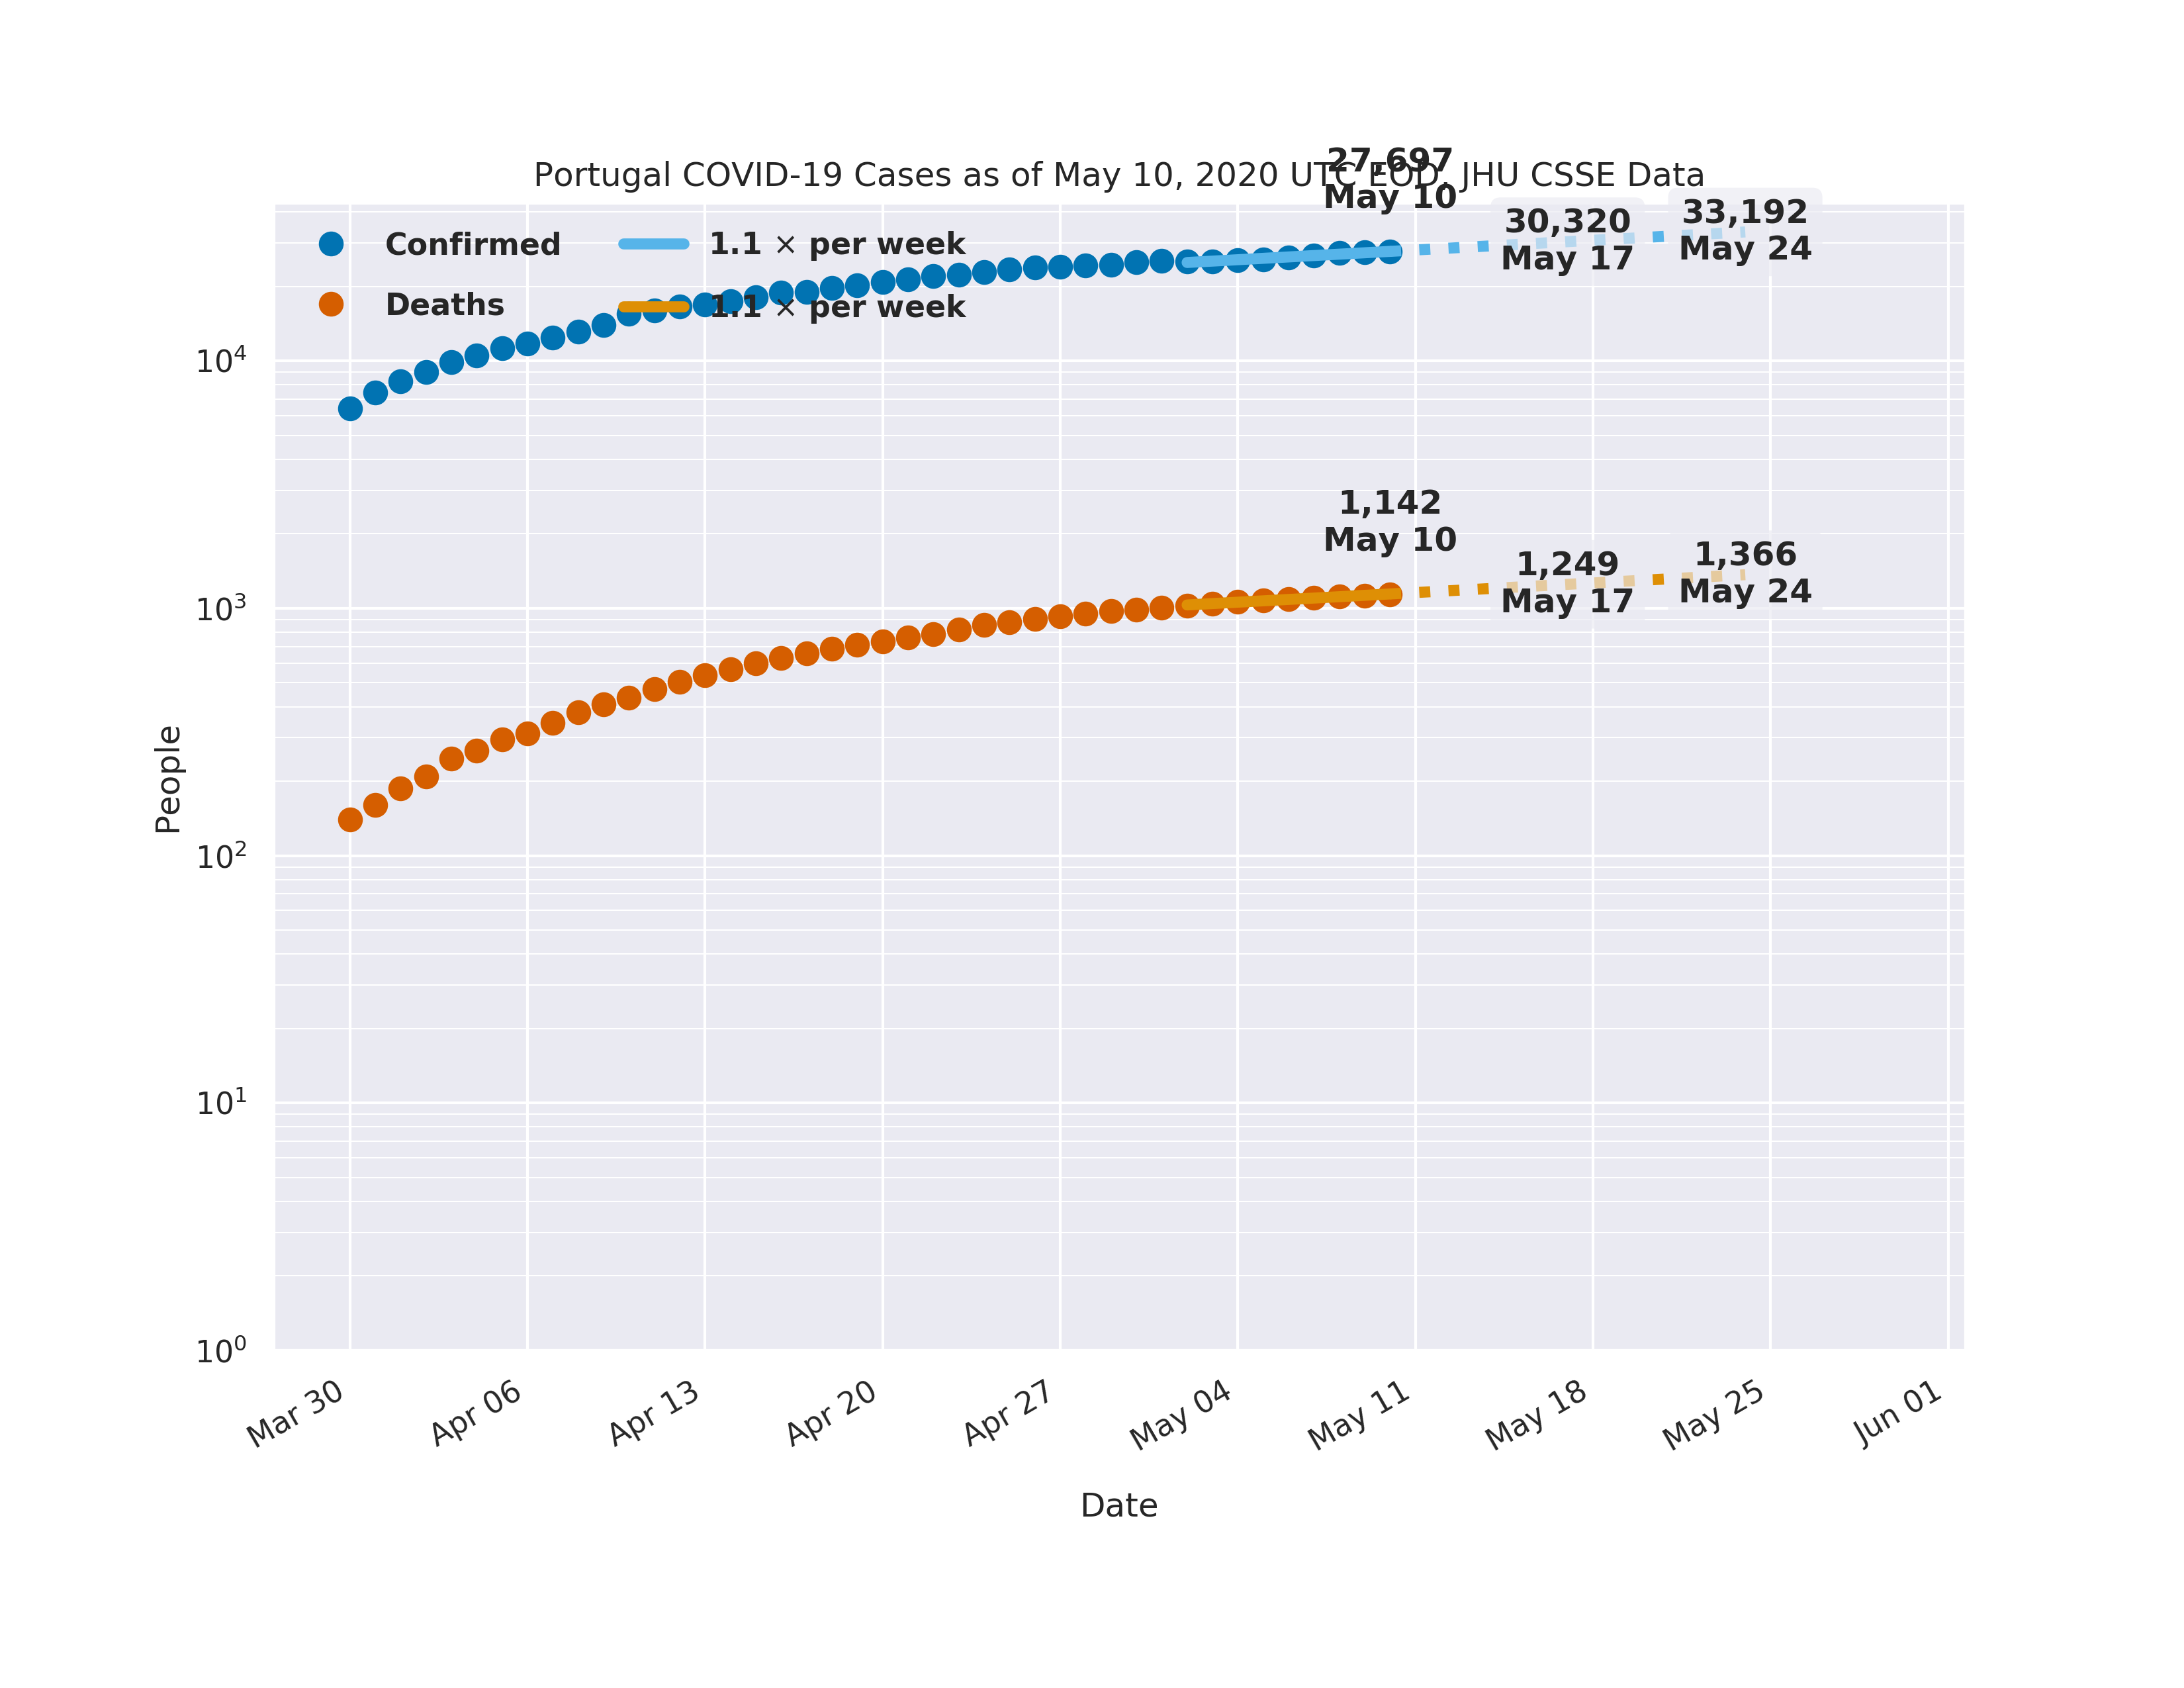 Portugal COVID-19 Cases as of May 10, 2020 UTC EOD, JHU CSSE Data
27,697
May 10
30,320
May 17
33,192
May 24
Confirmed
Deaths
1.1 × per week
1.1 × per week
1,142
May 10
1,249
May 17
1,366
May 24
People
10⁴
10³
10²
10¹
10⁰
Mar 30
Apr 06
Apr 13
Apr 20
Apr 27
May 04
May 11
May 18
May 25
Jun 01
Date